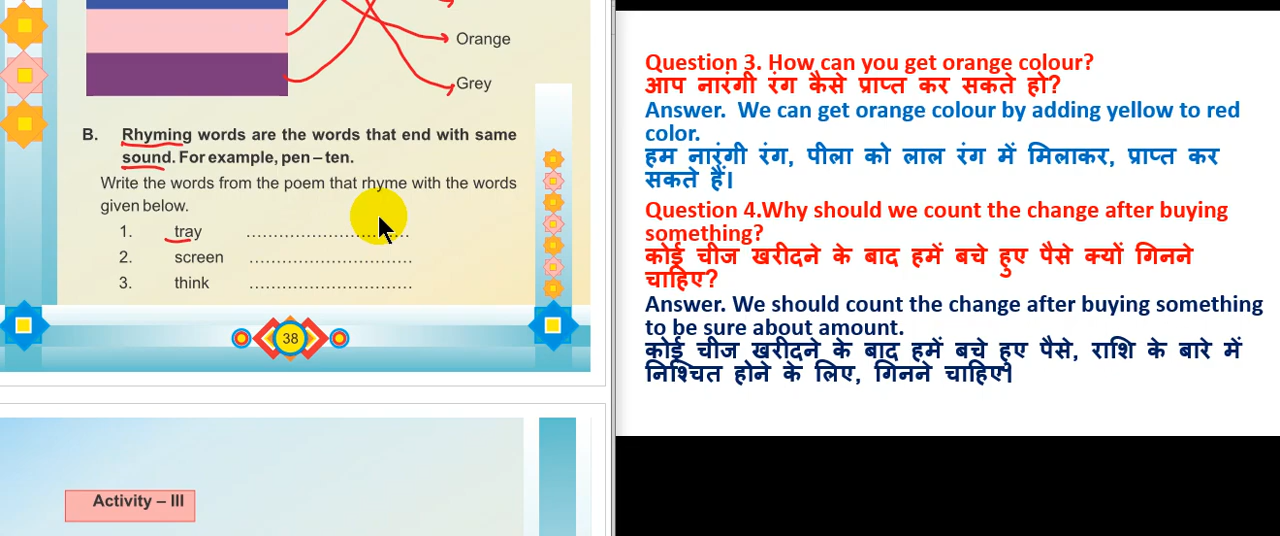 Orange
Grey
B. Rhyming words are the words that end with same
sound. For example, pen – ten.
Write the words from the poem that rhyme with the words
given below.
1. tray ....................................
2. screen ....................................
3. think ....................................
38
Activity – III
Question 3. How can you get orange colour?
आप नारंगी रंग कैसे प्राप्त कर सकते हो?
Answer. We can get orange colour by adding yellow to red
color.
हम नारंगी रंग, पीला को लाल रंग में मिलाकर, प्राप्त कर
सकते हैं।
Question 4.Why should we count the change after buying
something?
कोई चीज खरीदने के बाद हमें बचे हुए पैसे क्यों गिनने
चाहिए?
Answer. We should count the change after buying something
to be sure about amount.
कोई चीज खरीदने के बाद हमें बचे हुए पैसे, राशि के बारे में
निश्चित होने के लिए, गिनने चाहिए|